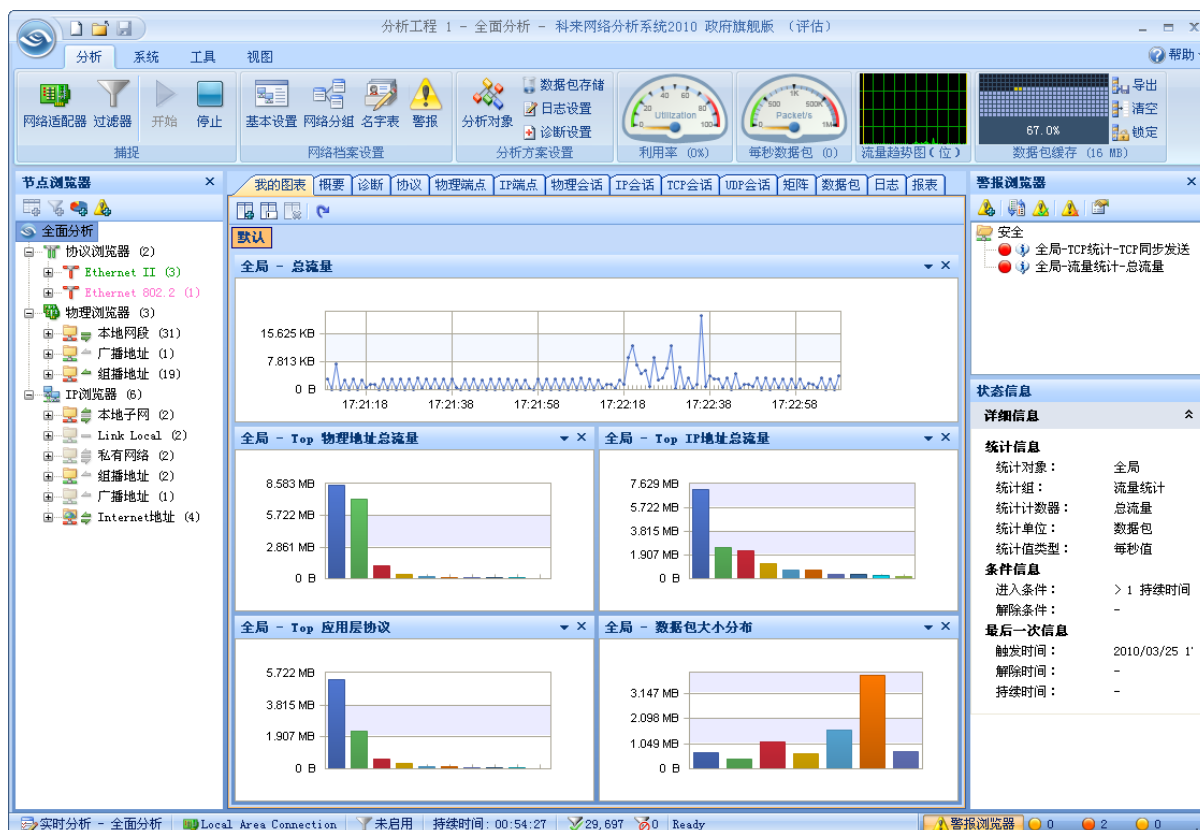 分析工程 1 - 全面分析 - 科来网络分析系统2010 政府旗舰版 （评估）
分析 系统 工具 视图 帮助
网络适配器 过滤器 开始 停止
捕捉
基本设置 网络分组 名字表 警报
网络档案设置
分析对象 数据包存储
日志设置
诊断设置
分析方案设置
0 20 40 60 80 100
Utilization
利用率 (0%)
0 500 1K 500K 1M
Packet/s
每秒数据包 (0)
流量趋势图(位)
67.0%
导出
清空
锁定
数据包缓存 (16 MB)
节点浏览器
全面分析
协议浏览器 (2)
Ethernet II (3)
Ethernet 802.2 (1)
物理浏览器 (3)
本地网段 (31)
广播地址 (1)
组播地址 (19)
IP浏览器 (6)
本地子网 (2)
Link Local (2)
私有网络 (2)
组播地址 (2)
广播地址 (1)
Internet地址 (4)
我的图表 概要 诊断 协议 物理端点 IP端点 物理会话 IP会话 TCP会话 UDP会话 矩阵 数据包 日志 报表
默认
全局 - 总流量
15.625 KB
7.813 KB
0 B
17:21:18 17:21:38 17:21:58 17:22:18 17:22:38 17:22:58
全局 - Top 物理地址总流量
8.583 MB
5.722 MB
2.861 MB
0 B
全局 - Top IP地址总流量
7.629 MB
5.722 MB
3.815 MB
1.907 MB
0 B
全局 - Top 应用层协议
5.722 MB
3.815 MB
1.907 MB
0 B
全局 - 数据包大小分布
3.147 MB
2.098 MB
1.049 MB
0 B
警报浏览器
安全
全局-TCP统计-TCP同步发送
全局-流量统计-总流量
状态信息
详细信息
统计信息
统计对象： 全局
统计组： 流量统计
统计计数器： 总流量
统计单位： 数据包
统计值类型： 每秒值
条件信息
进入条件： > 1 持续时间
解除条件： -
最后一次信息
触发时间： 2010/03/25 1
解除时间： -
持续时间： -
实时分析 - 全面分析 Local Area Connection 未启用 持续时间: 00:54:27 29,697 0 Ready 警报浏览器 0 2 0